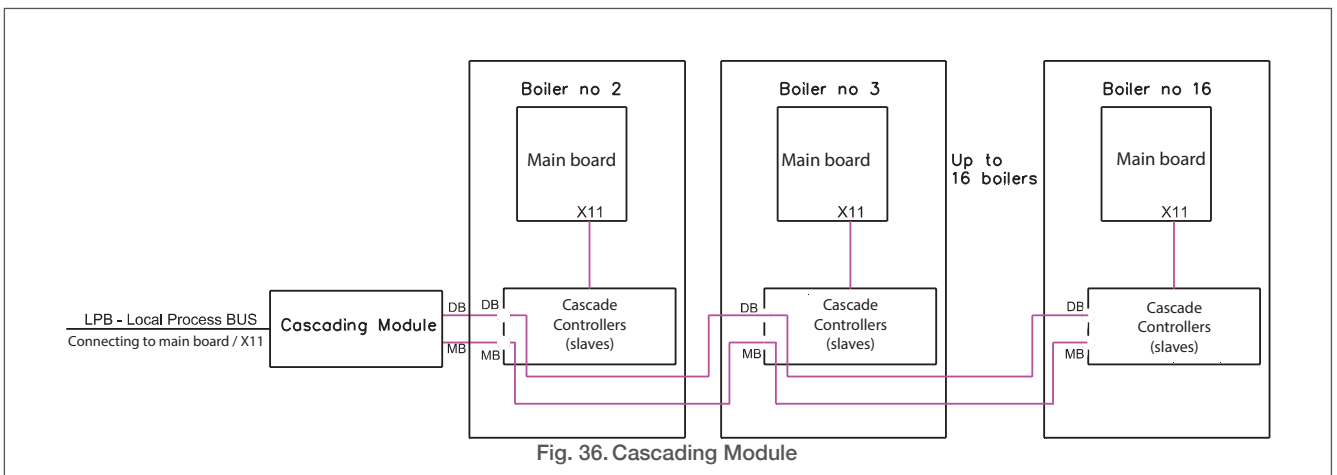 Boiler no 2
Main board
X11
Boiler no 3
Main board
X11
Up to
16 boilers
Boiler no 16
Main board
X11
LPB - Local Process BUS
Connecting to main board / X11
Cascading Module
DB
MB
DB
MB
Cascade
Controllers
(slaves)
DB
MB
Cascade
Controllers
(slaves)
DB
MB
Cascade
Controllers
(slaves)
Fig. 36. Cascading Module